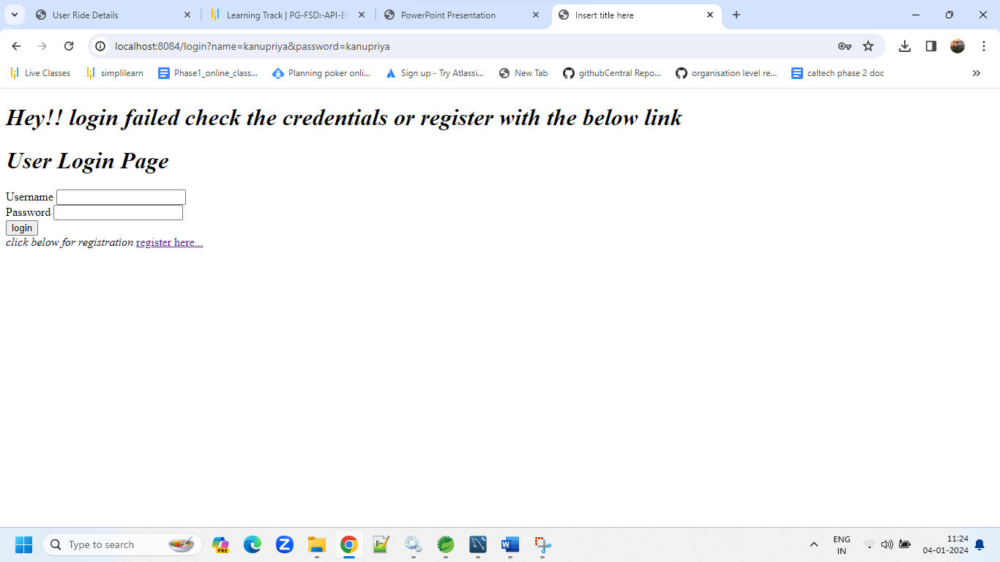 User Ride Details
Learning Track | PG-FSD:-API-En
PowerPoint Presentation
Insert title here
localhost:8084/login?name=kanupriya&password=kanupriya
Live Classes
simplilearn
Phase1_online_class...
Planning poker onli...
Sign up - Try Atlassi...
New Tab
githubCentral Repo...
organisation level re...
caltech phase 2 doc
Hey!! login failed check the credentials or register with the below link
User Login Page
Username
Password
login
click below for registration register here...
Type to search
PRE
Z
W
ENG
IN
11:24
04-01-2024